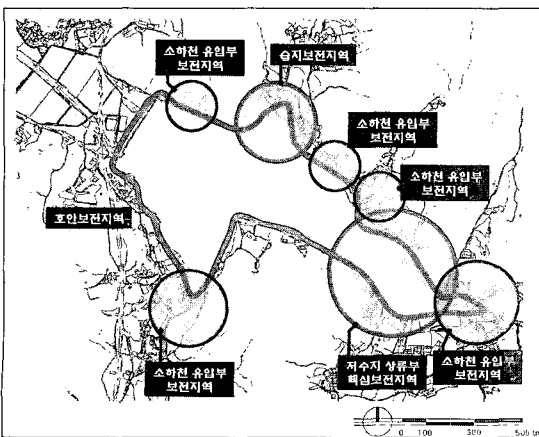 소하천 유입부
보전지역
습지보전지역
소하천 유입부
보전지역
소하천 유입부
보전지역
호안보전지역
소하천 유입부
보전지역
저수지 상류부
핵심보전지역
소하천 유입부
보전지역
0 100 300 500 (m)